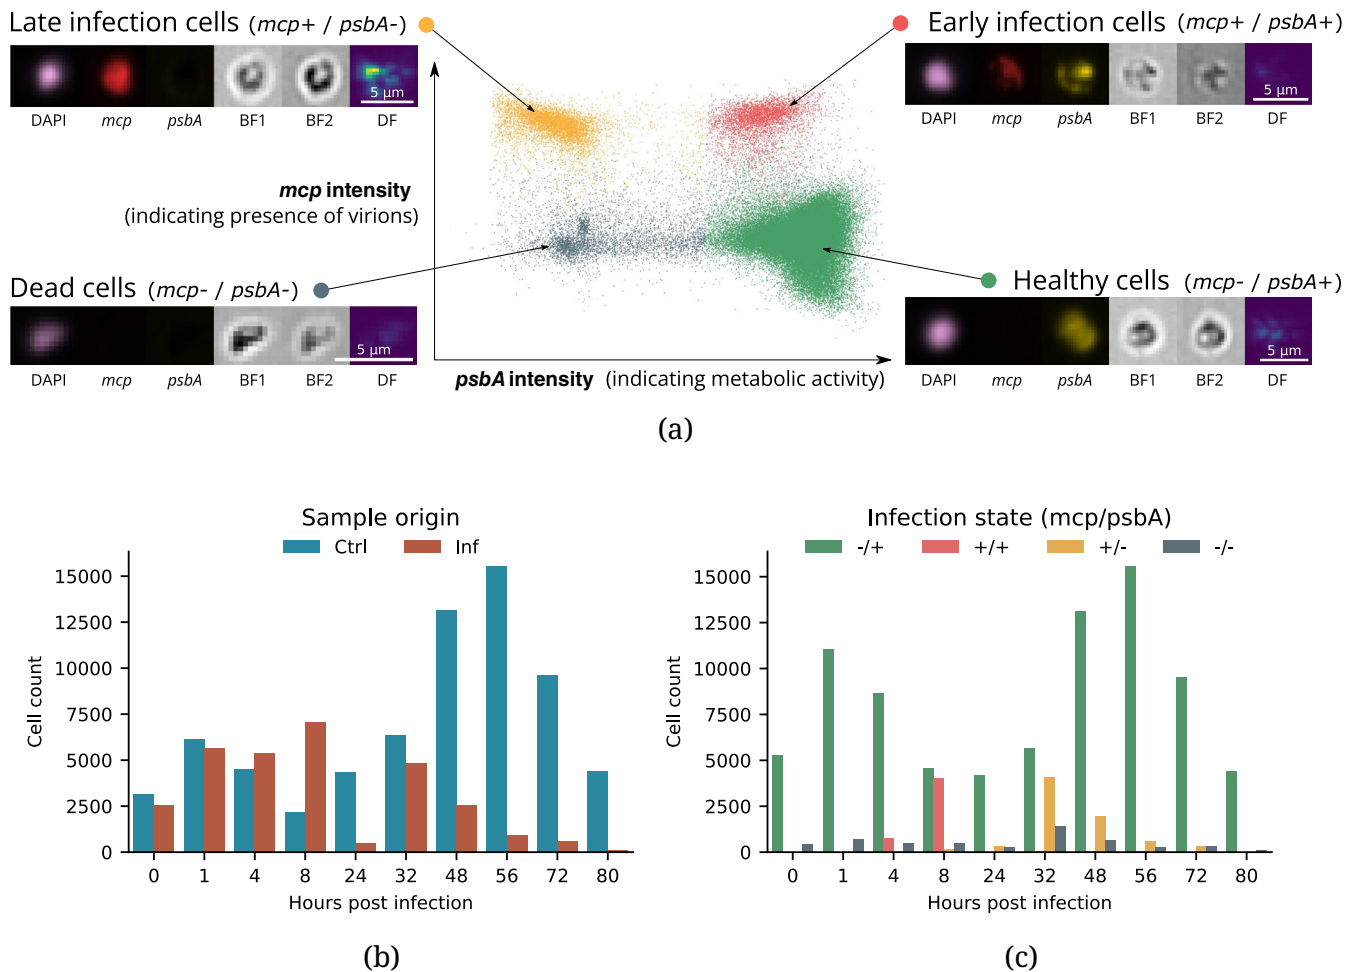 Late infection cells (mcp+ / psbA-)
5 µm
DAPI mcp psbA BF1 BF2 DF
Early infection cells (mcp+ / psbA+)
5 µm
DAPI mcp psbA BF1 BF2 DF
mcp intensity
(indicating presence of virions)
Dead cells (mcp- / psbA-)
5 µm
DAPI mcp psbA BF1 BF2 DF
Healthy cells (mcp- / psbA+)
5 µm
DAPI mcp psbA BF1 BF2 DF
psbA intensity (indicating metabolic activity)
(a)
Sample origin
Ctrl Inf
15000
12500
10000
7500
5000
2500
0
Cell count
0 1 4 8 24 32 48 56 72 80
Hours post infection
(b)
Infection state (mcp/psbA)
-/+ +/+ +/- -/-
15000
12500
10000
7500
5000
2500
0
Cell count
0 1 4 8 24 32 48 56 72 80
Hours post infection
(c)